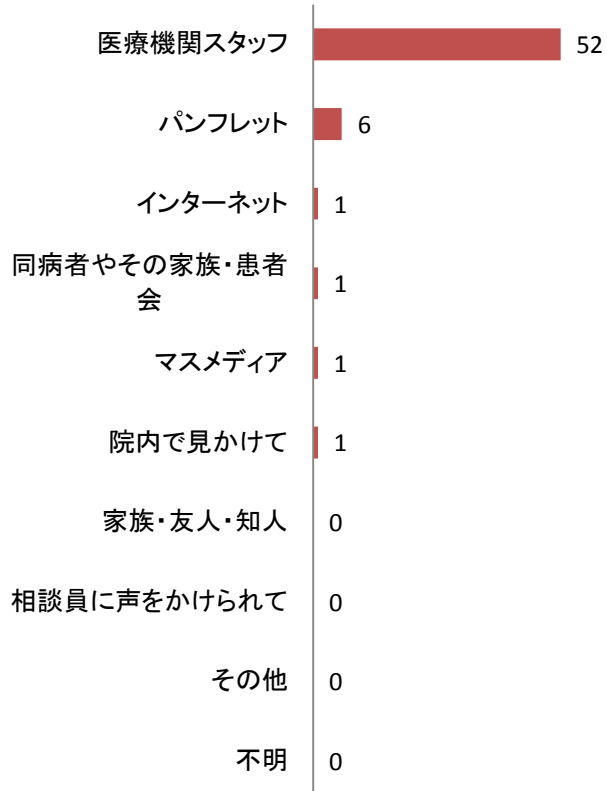 医療機関スタッフ 52
パンフレット 6
インターネット 1
同病者やその家族・患者
会 1
マスメディア 1
院内で見かけて 1
家族・友人・知人 0
相談員に声をかけられて 0
その他 0
不明 0